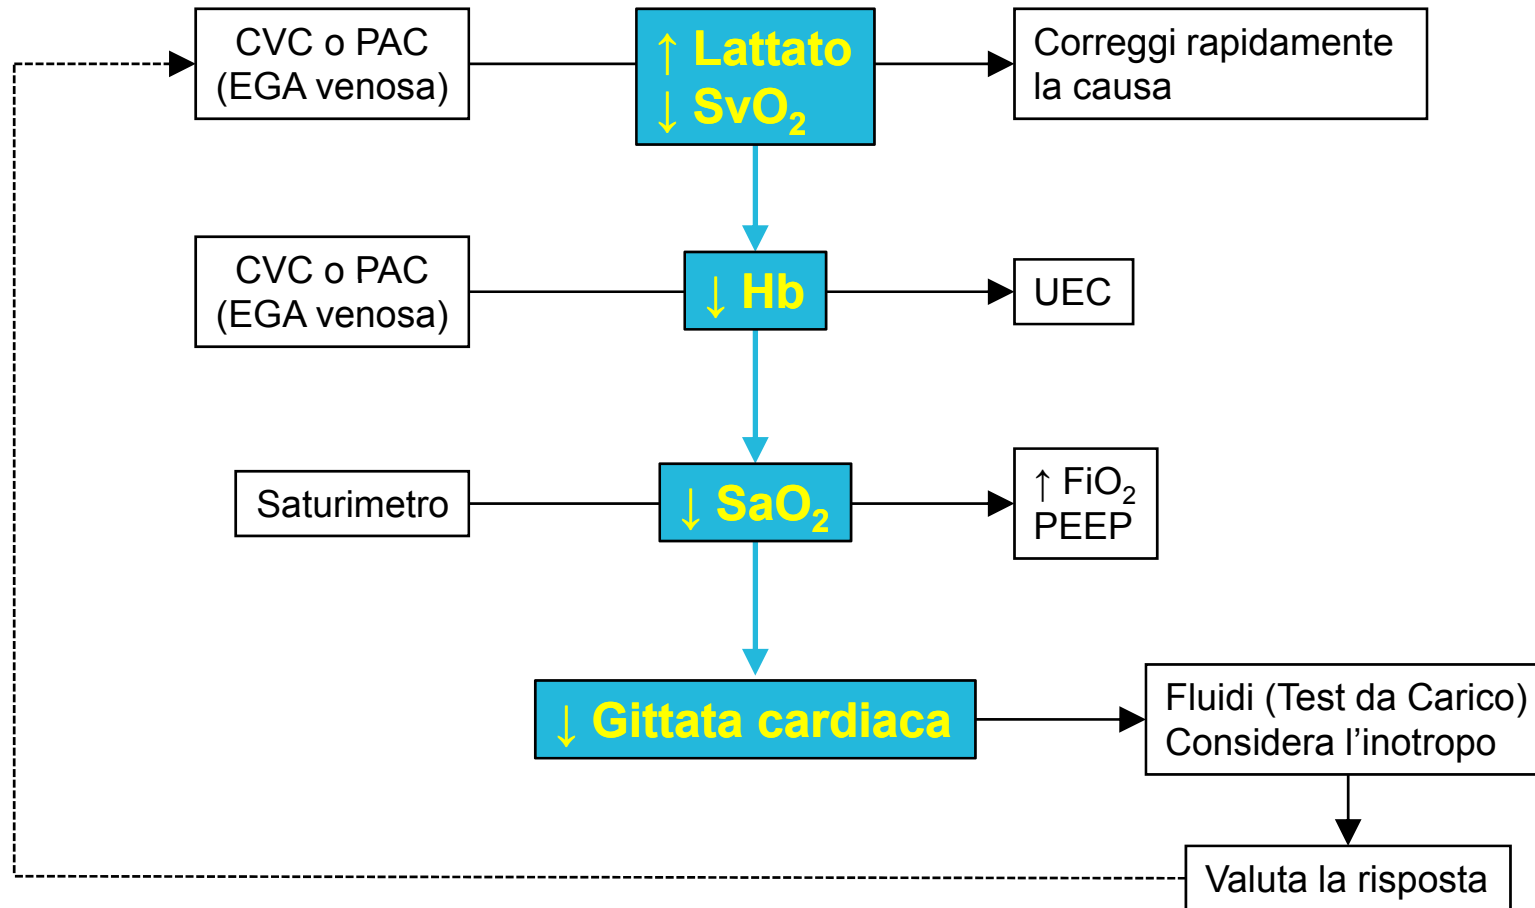 CVC o PAC
(EGA venosa)
↑ Lattato
↓ SvO₂
Correggi rapidamente
la causa
CVC o PAC
(EGA venosa)
↓ Hb
UEC
Saturimetro
↓ SaO₂
↑ FiO₂
PEEP
↓ Gittata cardiaca
Fluidi (Test da Carico)
Considera l’inotropo
Valuta la risposta